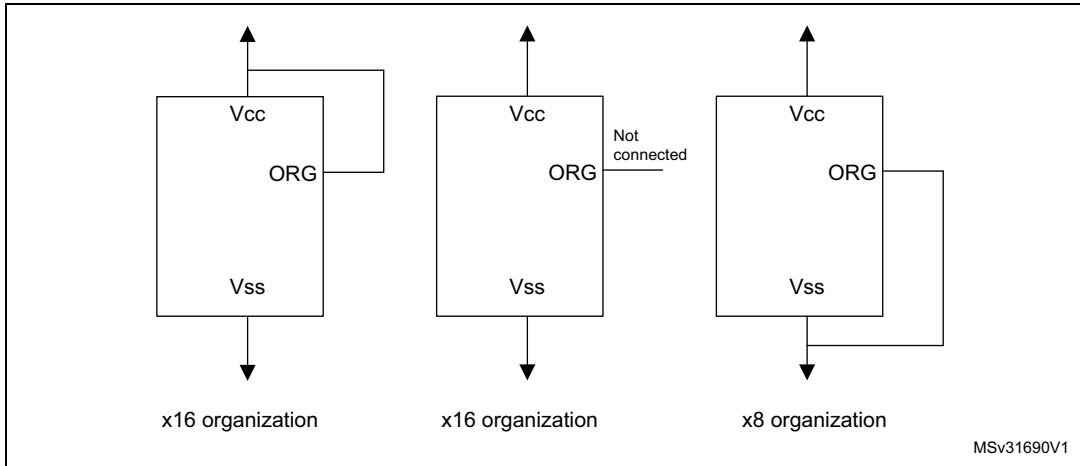 Vcc
ORG
Vss
x16 organization
Vcc
Not
connected
ORG
Vss
x16 organization
Vcc
ORG
Vss
x8 organization
MSv31690V1